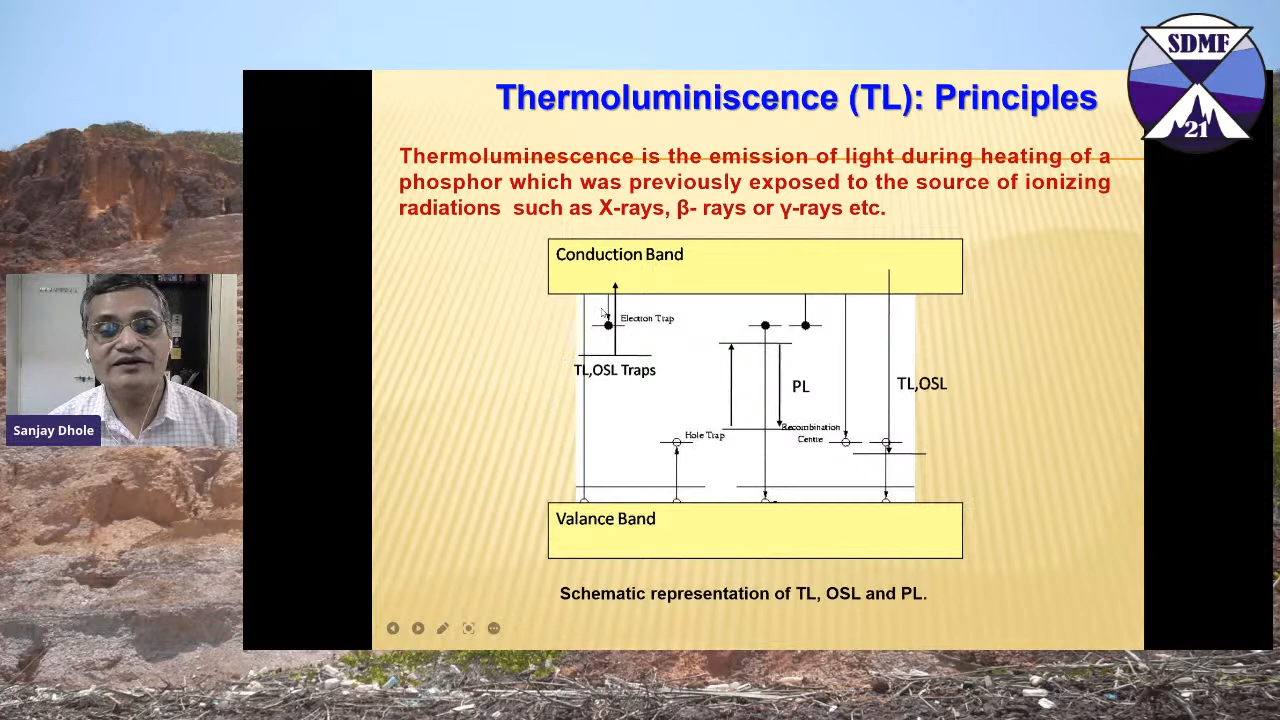 SDMF
21
Thermoluminiscence (TL): Principles
Thermoluminescence is the emission of light during heating of a
phosphor which was previously exposed to the source of ionizing
radiations such as X-rays, β- rays or γ-rays etc.
Conduction Band
Electron Trap
TL,OSL Traps
PL
TL,OSL
Hole Trap
Recombination
Centre
Valance Band
Schematic representation of TL, OSL and PL.
Sanjay Dhole